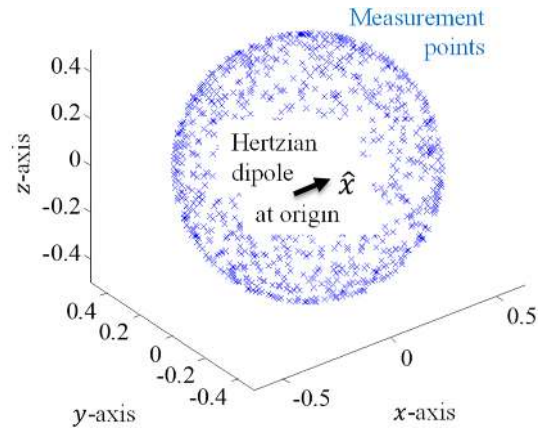 Measurement
points
0.4
0.2
0
-0.2
-0.4
z-axis
Hertzian
dipole
x̂
at origin
0.4
0.2
0
-0.2
-0.4
y-axis
-0.5
0
0.5
x-axis